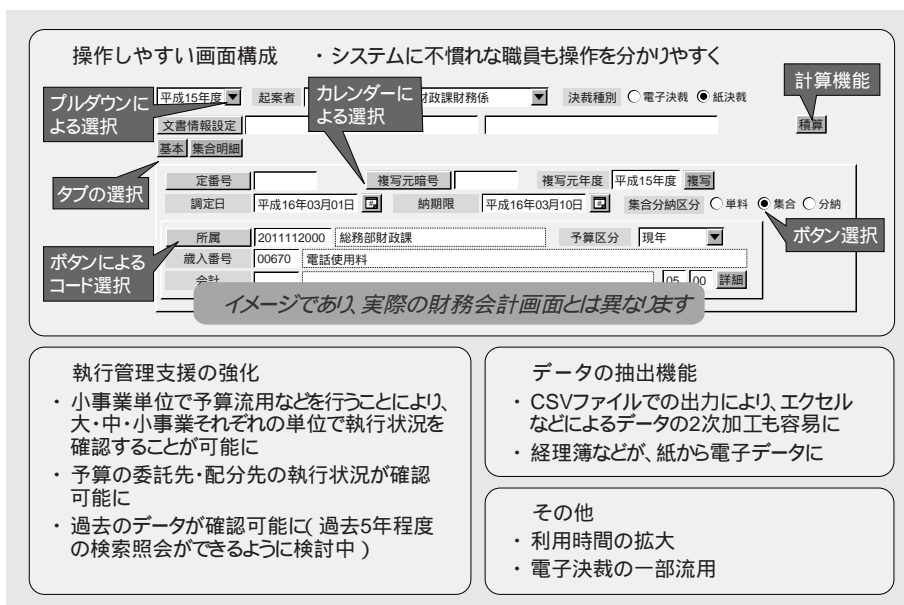 操作しやすい画面構成 ・システムに不慣れな職員も操作を分かりやすく
計算機能
プルダウンに
よる選択
平成15年度 起案者 財政課財務係 決裁種別 電子決裁 紙決裁
カレンダーに
よる選択
文書情報設定 積算
基本 集合明細
タブの選択
定番号 複写元暗号 複写元年度 平成15年度 複写
調定日 平成16年03月01日 納期限 平成16年03月10日 集合分納区分 単料 集合 分納
ボタン選択
所属 2011112000 総務部財政課 予算区分 現年
ボタンによる
コード選択
歳入番号 00670 電話使用料
会計 05 00 詳細
イメージであり、実際の財務会計画面とは異なります
執行管理支援の強化
・ 小事業単位で予算流用などを行うことにより、
大・中・小事業それぞれの単位で執行状況を
確認することが可能に
・ 予算の委託先・配分先の執行状況が確認
可能に
・ 過去のデータが確認可能に(過去5年程度
の検索照会ができるように検討中)
データの抽出機能
・ CSVファイルでの出力により、エクセル
などによるデータの2次加工も容易に
・ 経理簿などが、紙から電子データに
その他
・ 利用時間の拡大
・ 電子決裁の一部流用